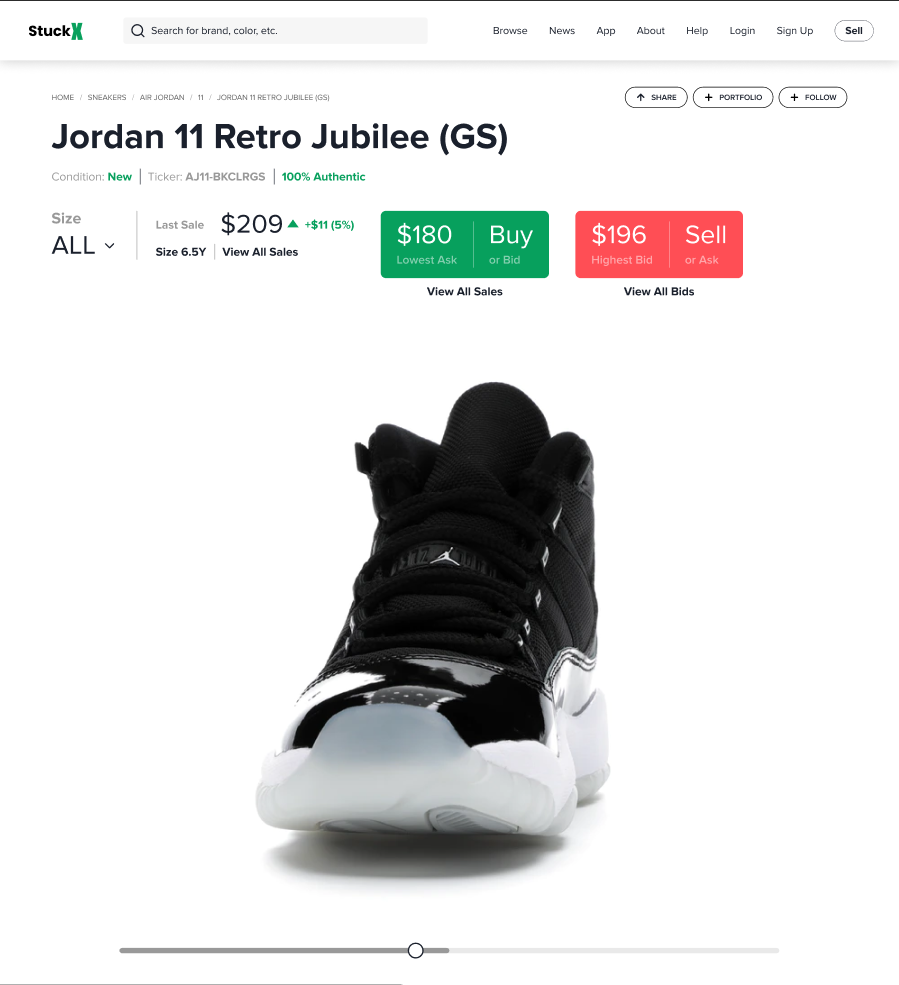 StuckX
Search for brand, color, etc.
Browse News App About Help Login Sign Up Sell
HOME / SNEAKERS / AIR JORDAN / 11 / JORDAN 11 RETRO JUBILEE (GS)
SHARE PORTFOLIO FOLLOW
Jordan 11 Retro Jubilee (GS)
Condition: New | Ticker: AJ11-BKCLRGS | 100% Authentic
Size
ALL
Last Sale $209 +$11 (5%)
Size 6.5Y | View All Sales
$180 Buy
Lowest Ask or Bid
View All Sales
$196 Sell
Highest Bid or Ask
View All Bids